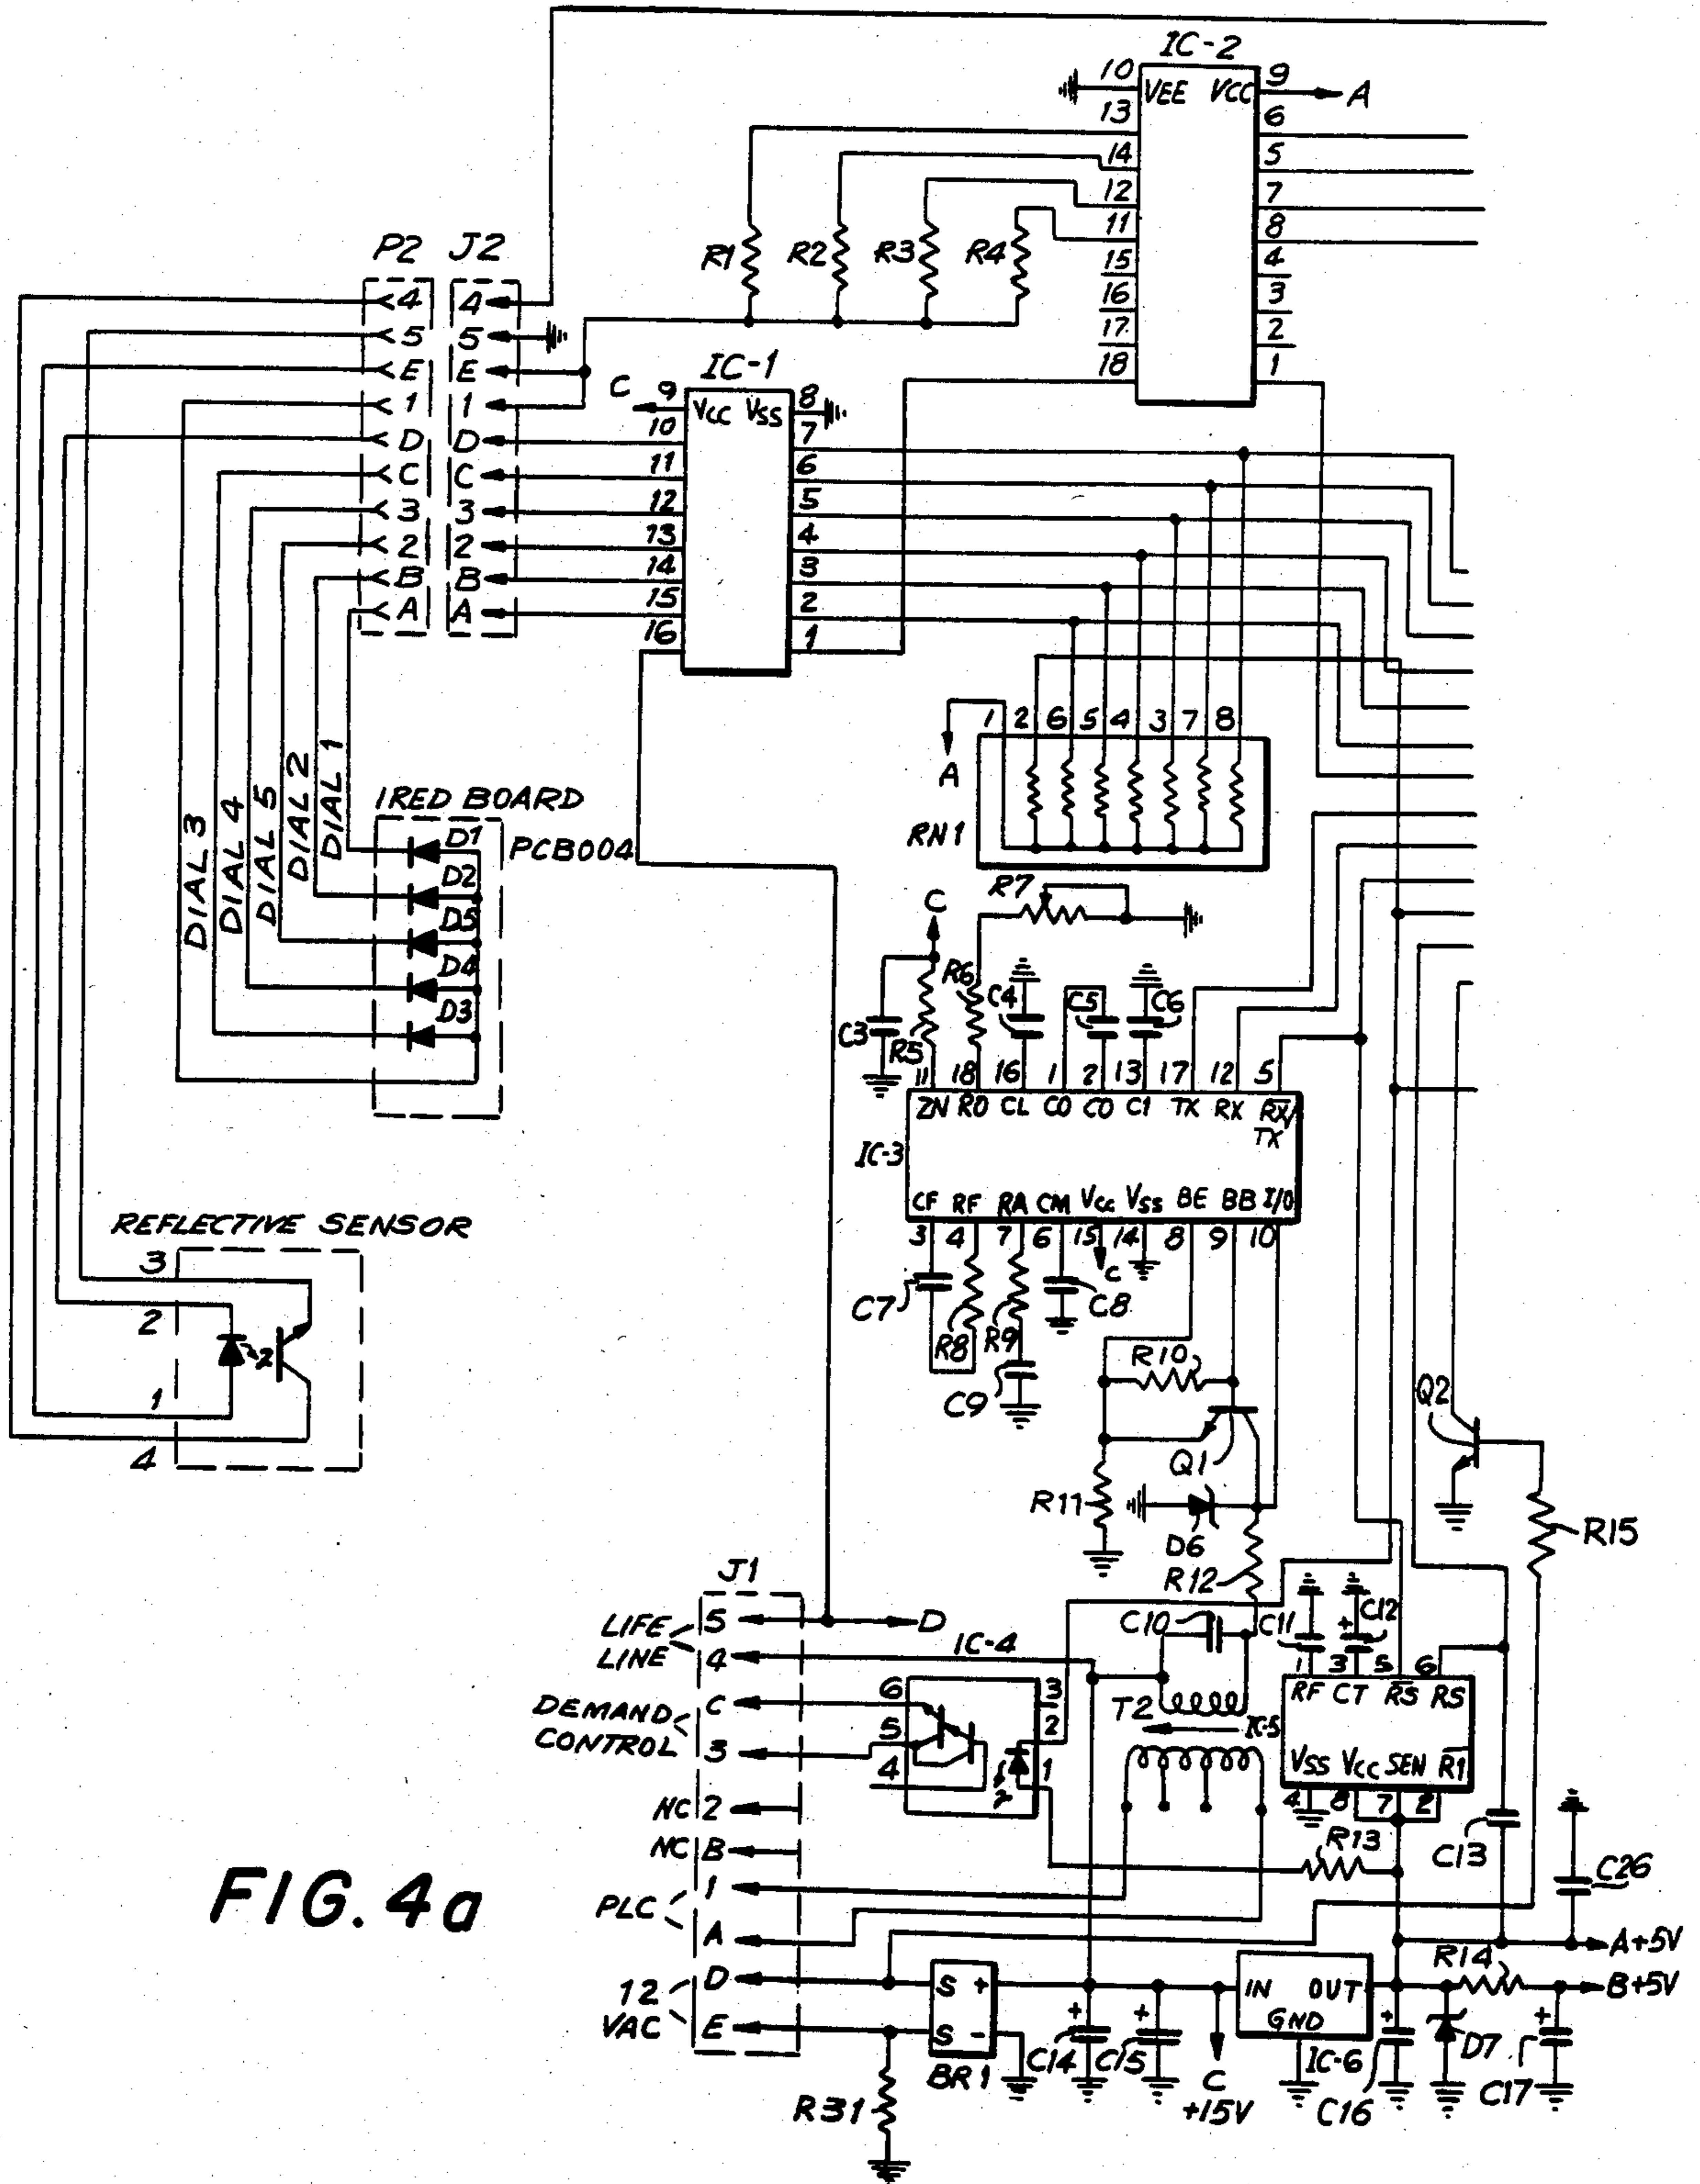 IC-2
10 VEE VCC 9 A
13 6
14 5
12 7
11 8
15 4
16 3
17 2
18 1
R1 R2 R3 R4
P2 J2
4 4
5 5
E E
1 1
D D
C C
3 3
2 2
B B
A A
IC-1
C 9 VCC VSS 8
10 7
11 6
12 5
13 4
14 3
15 2
16 1
1 2 6 5 4 3 7 8
A
RN1
DIAL 3
DIAL 4
DIAL 5
DIAL 2
DIAL 1
IRED BOARD
PCB004
D1
D2
D5
D4
D3
R7
C
C3 R5 R6 C4 C5 C6
11 18 16 1 2 13 17 12 5
ZN RO CL CO CO CI TX RX RX/
TX
IC-3
CF RF RA CM VCC VSS BE BB I/O
3 4 7 6 15 14 8 9 10
C
C7 R8 R9 C8
C9
R10
Q1
R11
D6
R12
Q2
R15
REFLECTIVE SENSOR
3
2
1
4
J1
LIFE LINE
5 D
4
DEMAND CONTROL
C
3
NC 2
NC B
PLC
1
A
12 VAC
D
E
IC-4
6 3
5 2
4 1
C10
T2
C11 C12
+
1 3 5 6
RF CT RS RS
IC-5
VSS VCC SEN R1
4 8 7 2
R13
C13
C26
A+5V
R14
B+5V
S +
S -
BR1
R31
+ C14
+ C15
C
+15V
IN OUT
GND
IC-6
+ C16
D7
+ C17
FIG. 4a